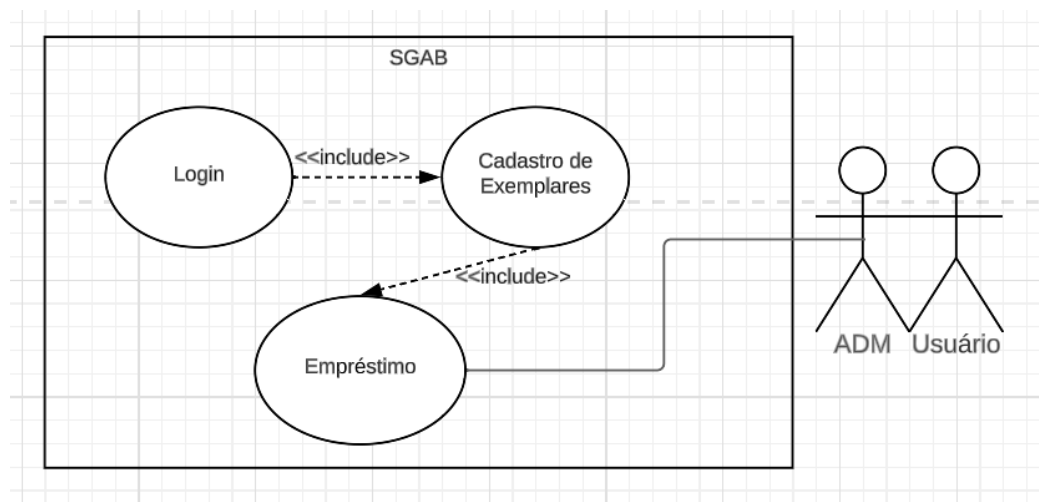 SGAB
Login
<<include>>
Cadastro de
Exemplares
<<include>>
Empréstimo
ADM
Usuário